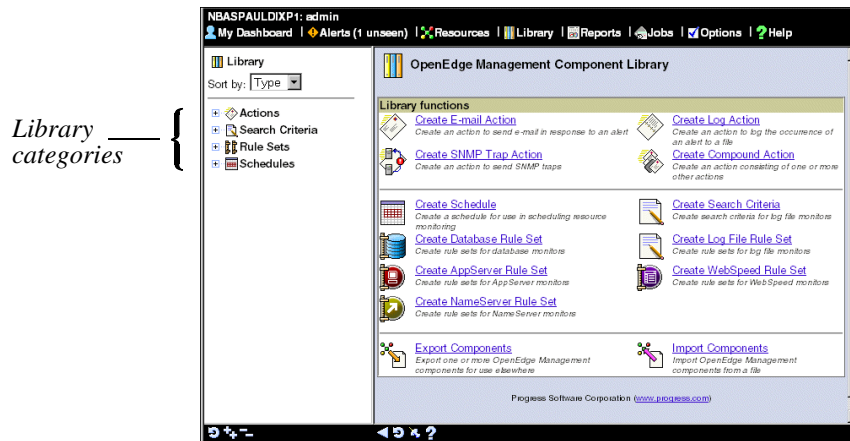 NBASPAULDIXP1: admin
My Dashboard | Alerts (1 unseen) | Resources | Library | Reports | Jobs | Options | ? Help
Library
Sort by: Type
Actions
Search Criteria
Rule Sets
Schedules
Library
categories
OpenEdge Management Component Library
Library functions
Create E-mail Action
Create an action to send e-mail in response to an alert
Create Log Action
Create an action to log the occurrence of
an alert to a file
Create SNMP Trap Action
Create an action to send SNMP traps
Create Compound Action
Create an action consisting of one or more
other actions
Create Schedule
Create a schedule for use in scheduling resource
monitoring
Create Search Criteria
Create search criteria for log file monitors
Create Database Rule Set
Create rule sets for database monitors
Create Log File Rule Set
Create rule sets for log file monitors
Create AppServer Rule Set
Create rule sets for AppServer monitors
Create WebSpeed Rule Set
Create rule sets for WebSpeed monitors
Create NameServer Rule Set
Create rule sets for NameServer monitors
Export Components
Export one or more OpenEdge Management
components for use elsewhere
Import Components
Import OpenEdge Management
components from a file
Progress Software Corporation (www.progress.com)